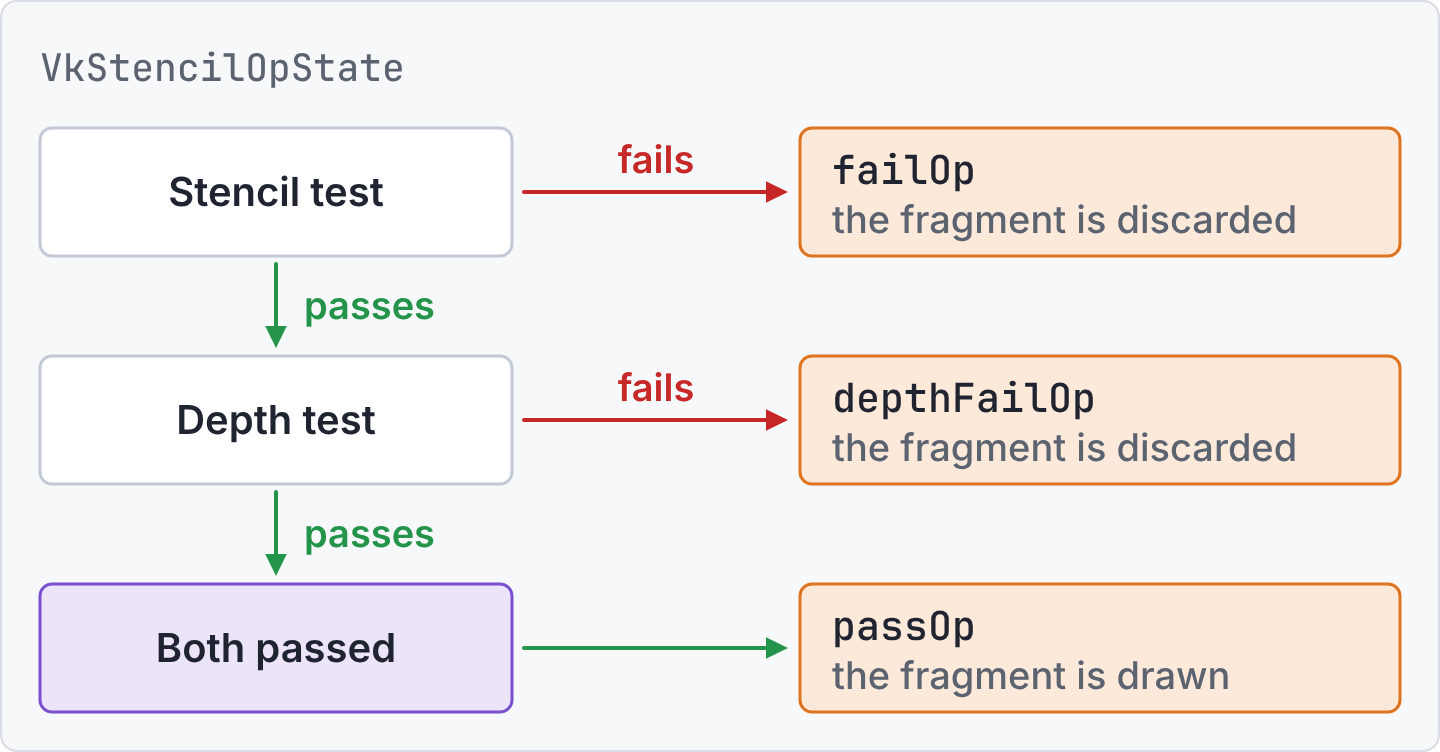 VkStencilOpState
Stencil test
fails
failOp
the fragment is discarded
passes
Depth test
fails
depthFailOp
the fragment is discarded
passes
Both passed
passOp
the fragment is drawn